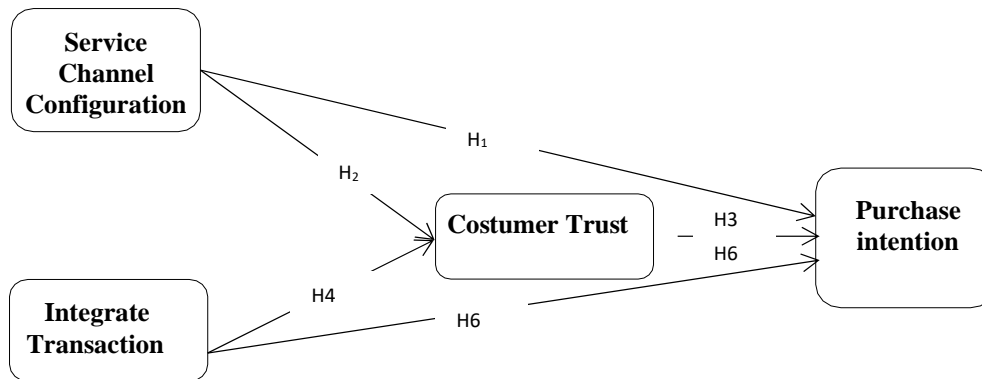 Service
Channel
Configuration
H₁
H₂
Costumer Trust
H3
H6
Purchase
intention
H4
H6
Integrate
Transaction